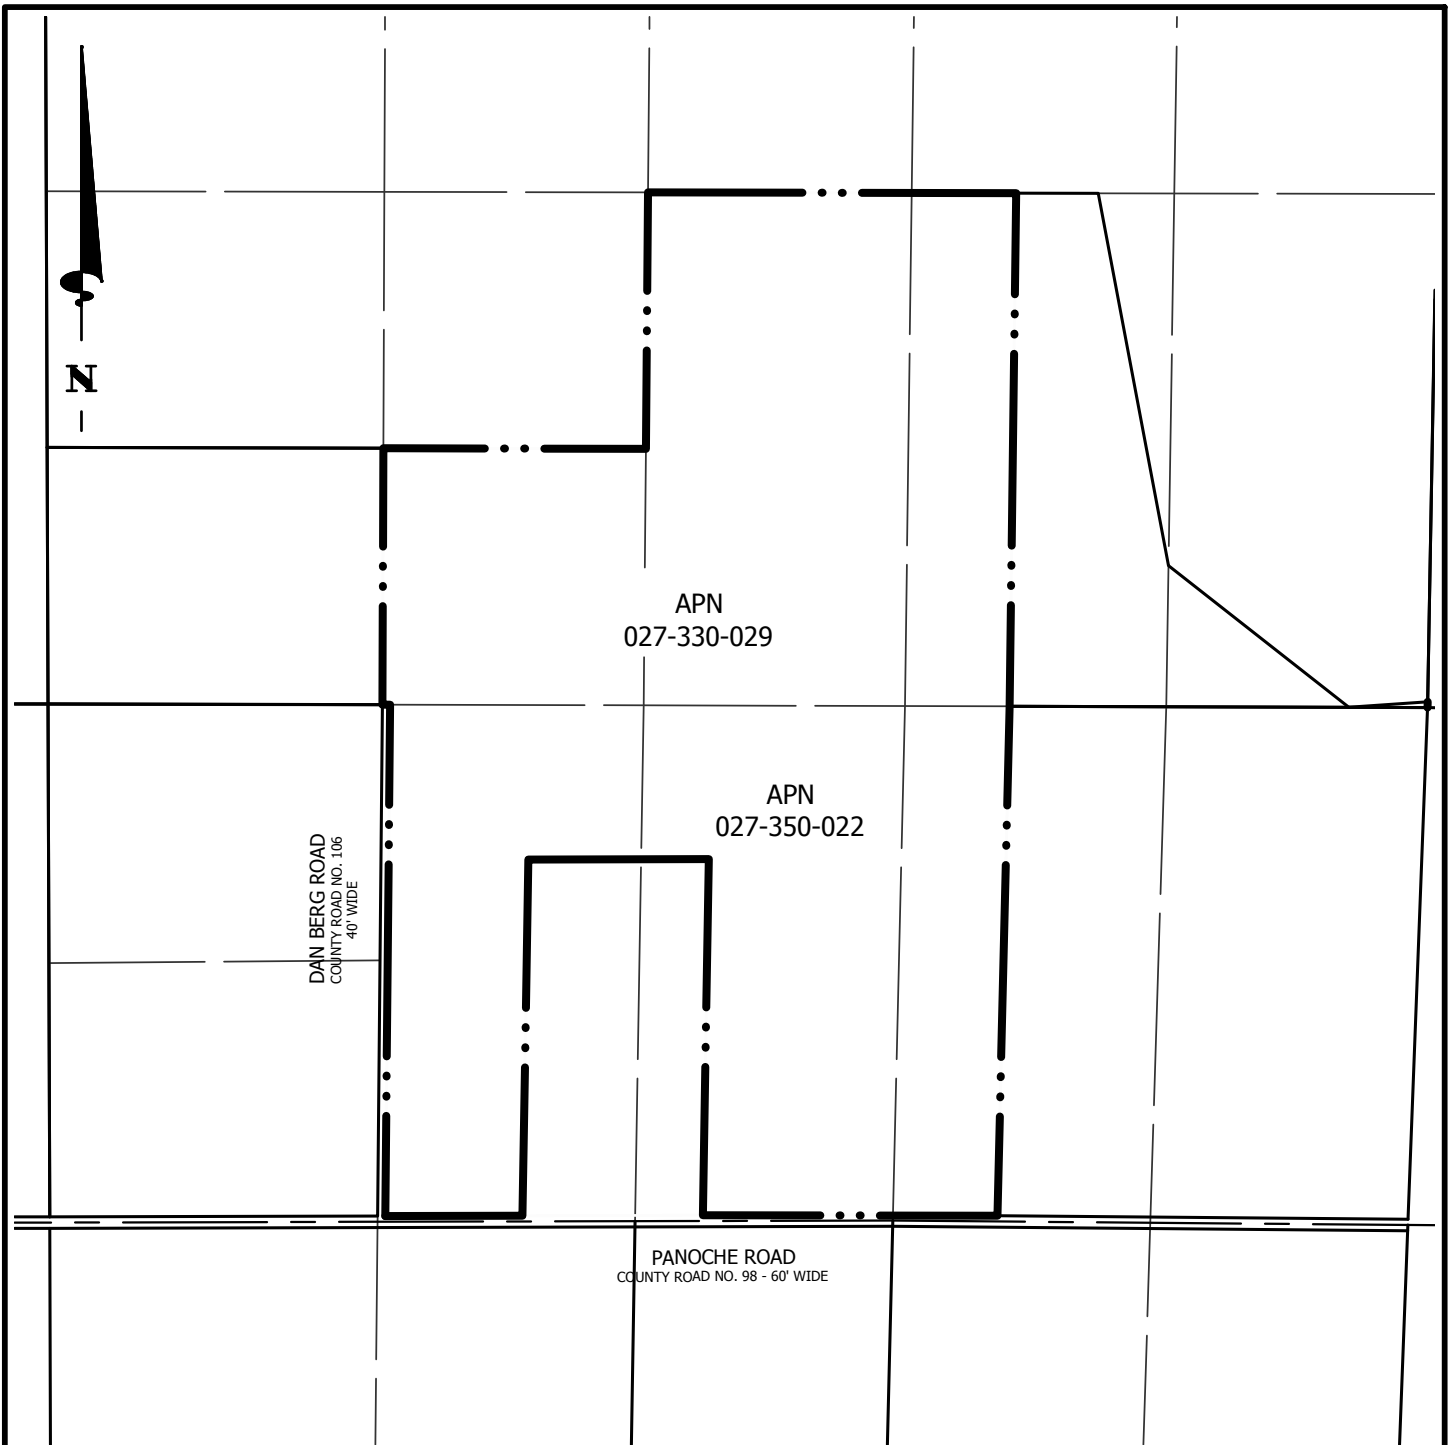 N
APN
027-330-029
APN
027-350-022
DAN BERG ROAD
COUNTY ROAD NO. 106
40' WIDE
PANOCHE ROAD
COUNTY ROAD NO. 98 - 60' WIDE